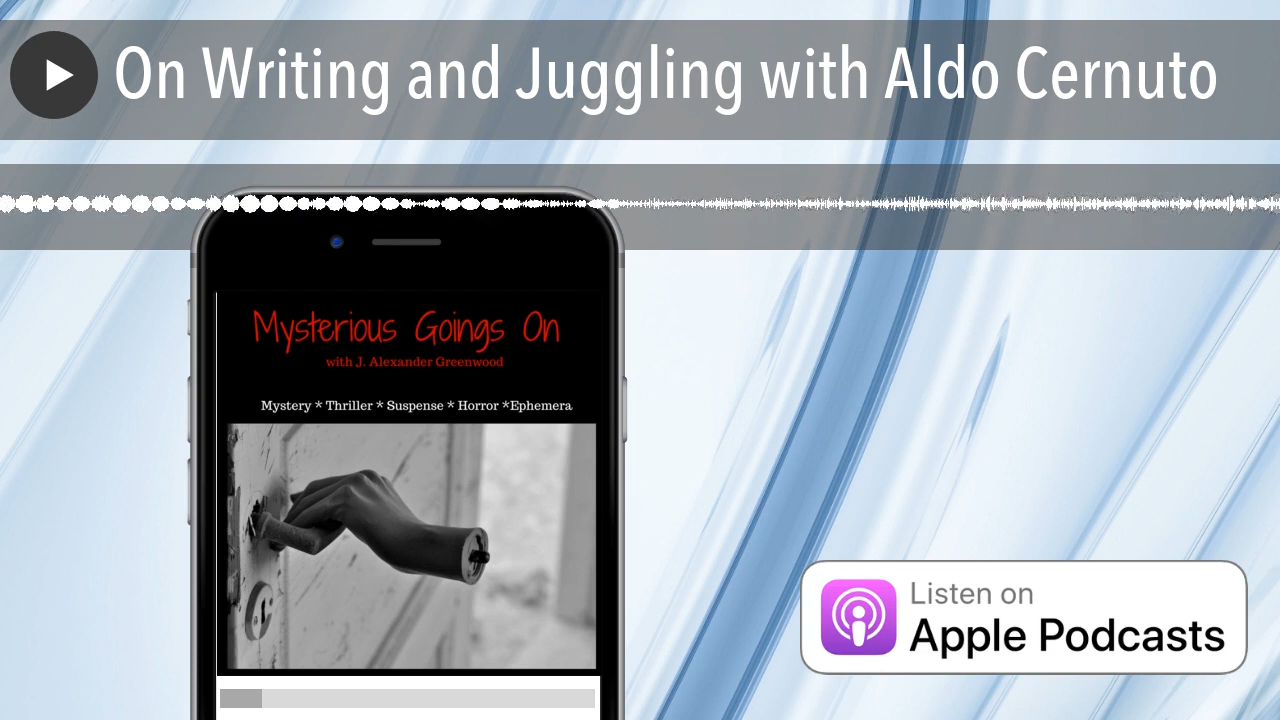 On Writing and Juggling with Aldo Cernuto
Mysterious Goings On
with J. Alexander Greenwood
Mystery * Thriller * Suspense * Horror *Ephemera
Listen on
Apple Podcasts